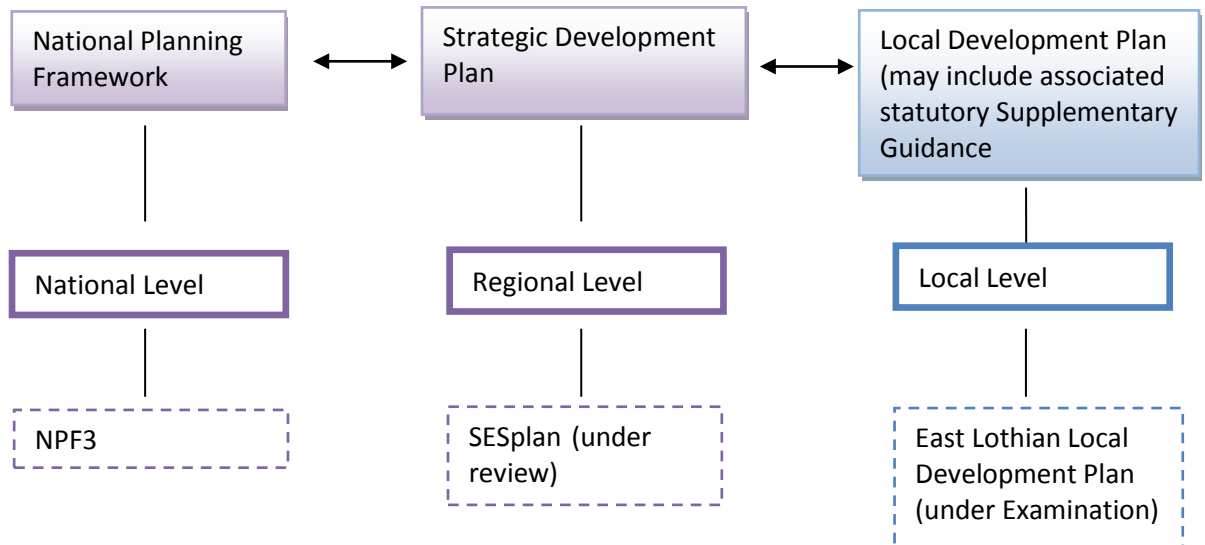 National Planning
Framework
Strategic Development
Plan
Local Development Plan
(may include associated
statutory Supplementary
Guidance
National Level
Regional Level
Local Level
NPF3
SESplan (under
review)
East Lothian Local
Development Plan
(under Examination)